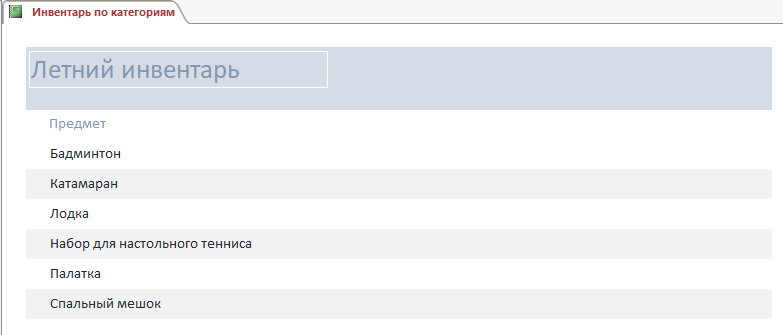 Инвентарь по категориям
Летний инвентарь
Предмет
Бадминтон
Катамаран
Лодка
Набор для настольного тенниса
Палатка
Спальный мешок